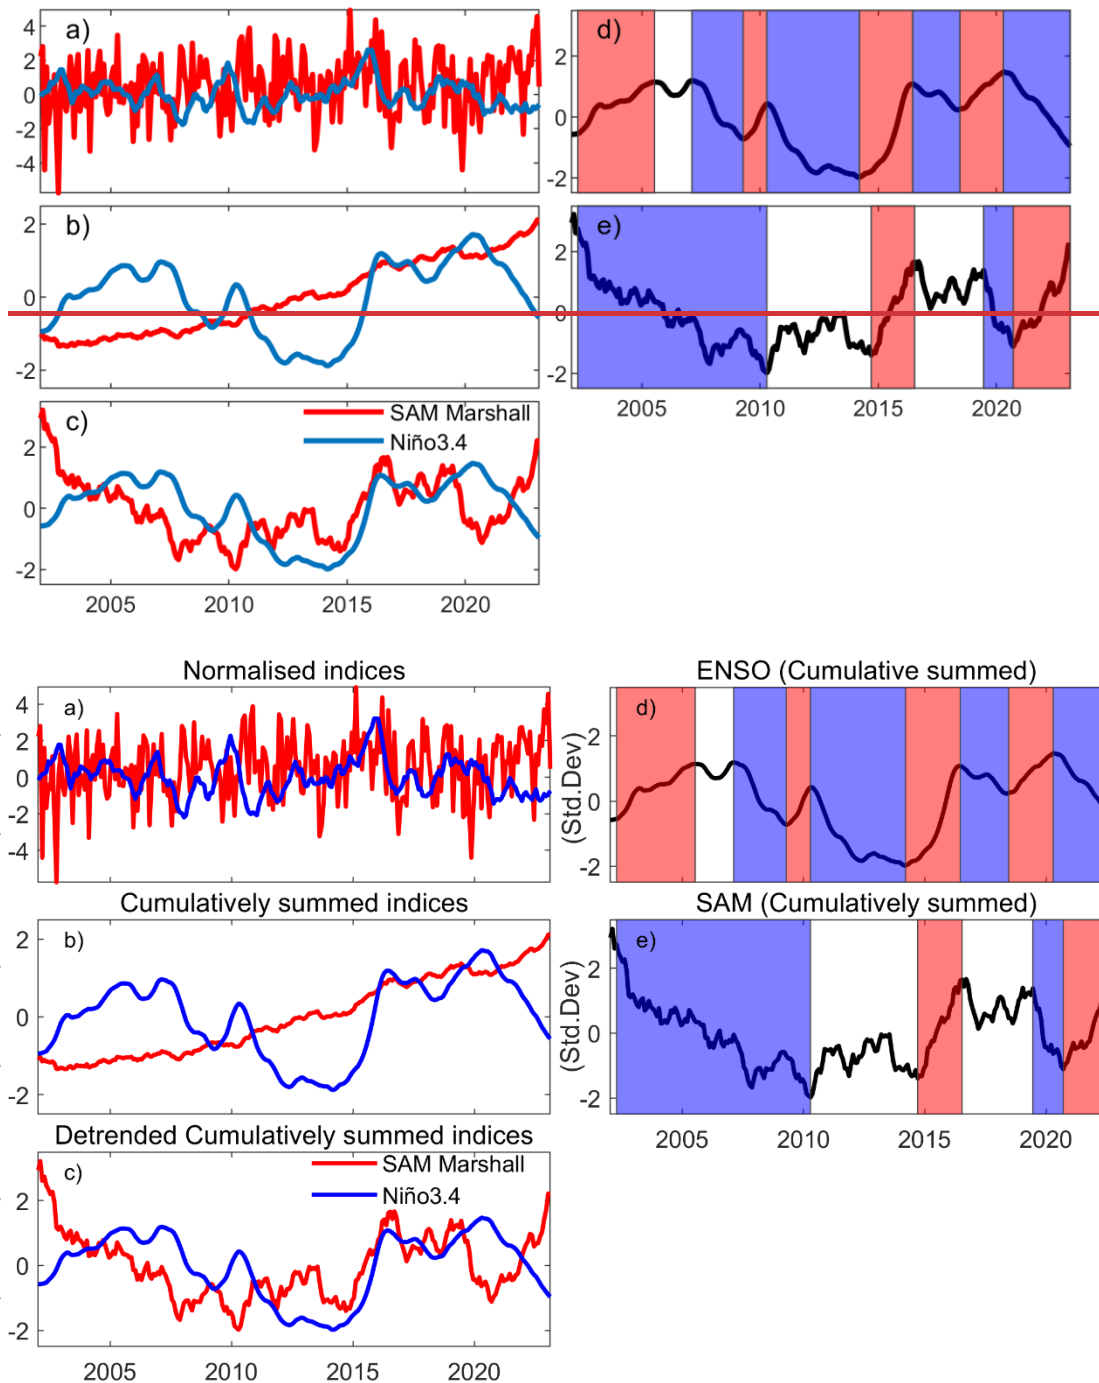 a)
4
2
0
-2
-4
b)
2
0
-2
c)
SAM Marshall
Niño3.4
2
0
-2
2005
2010
2015
2020
d)
2
0
-2
e)
2
0
-2
2005
2010
2015
2020
Normalised indices
a)
4
2
0
-2
-4
Cumulatively summed indices
b)
2
0
-2
Detrended Cumulatively summed indices
c)
SAM Marshall
Niño3.4
2
0
-2
2005
2010
2015
2020
ENSO (Cumulative summed)
d)
(Std.Dev)
2
0
-2
SAM (Cumulatively summed)
e)
(Std.Dev)
2
0
-2
2005
2010
2015
2020